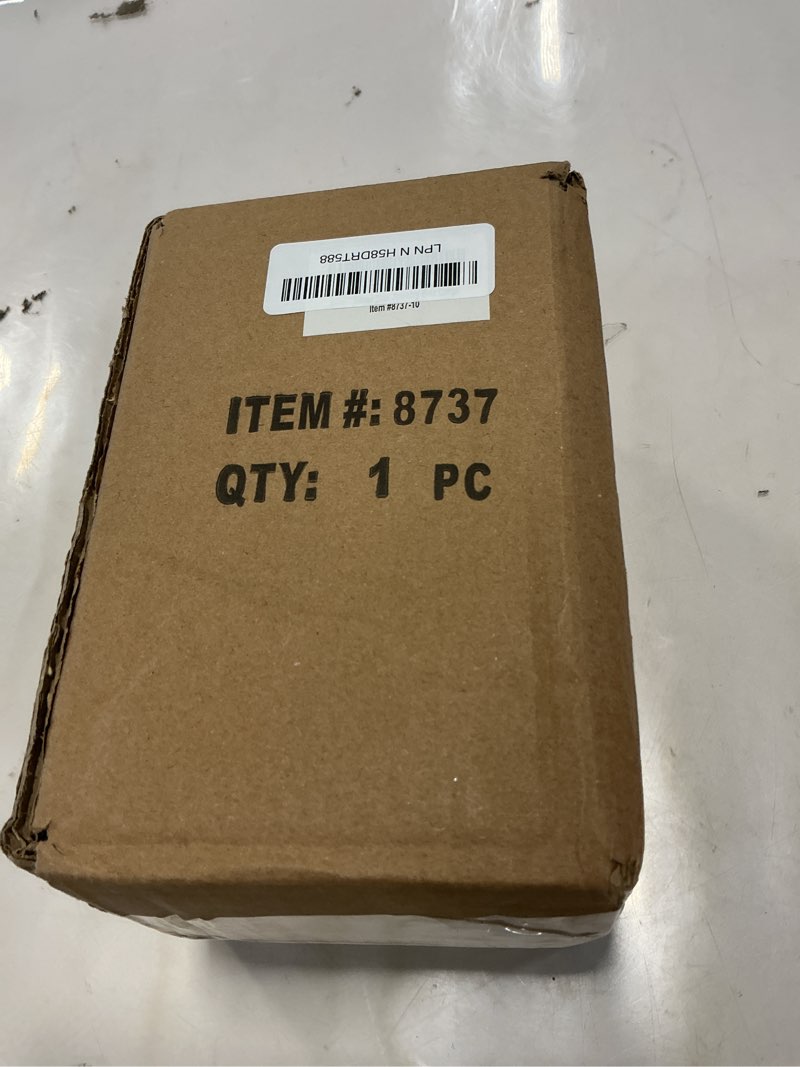 LPN N H58DRT588
Item #8737-10
ITEM #: 8737
QTY: 1 PC